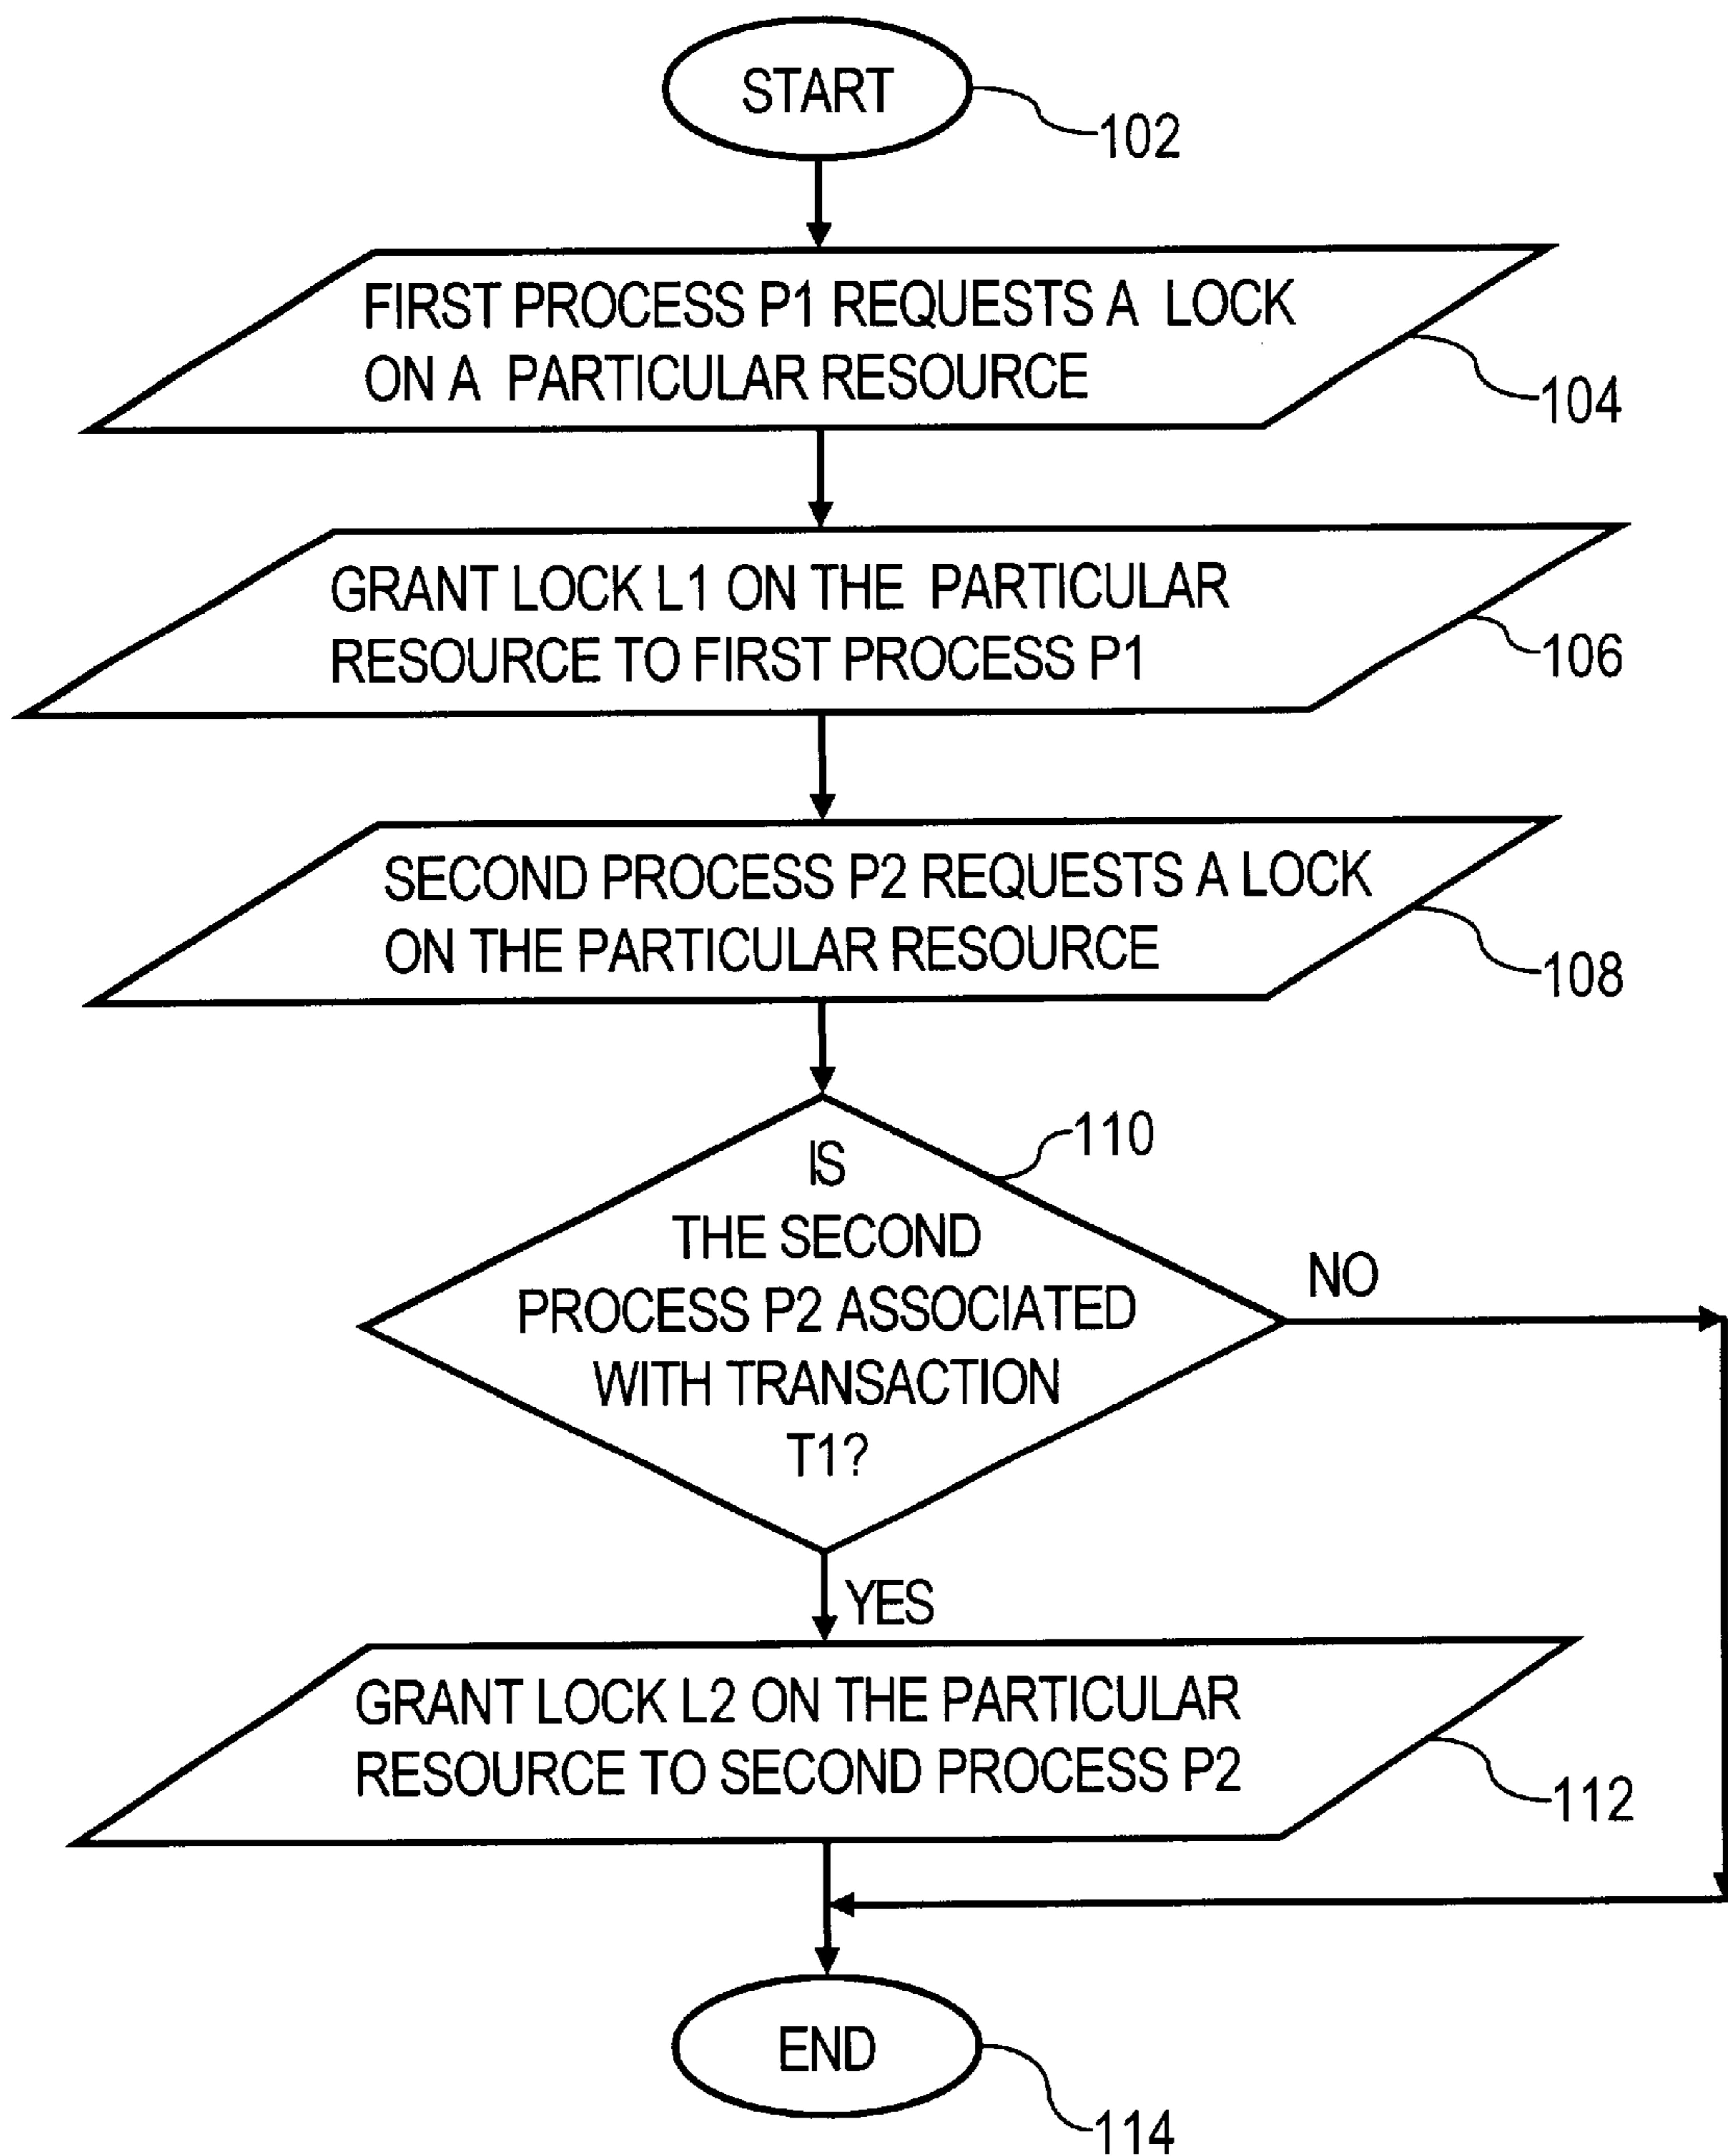 START
102
FIRST PROCESS P1 REQUESTS A LOCK
ON A PARTICULAR RESOURCE
104
GRANT LOCK L1 ON THE PARTICULAR
RESOURCE TO FIRST PROCESS P1
106
SECOND PROCESS P2 REQUESTS A LOCK
ON THE PARTICULAR RESOURCE
108
110
IS
THE SECOND
PROCESS P2 ASSOCIATED
WITH TRANSACTION
T1?
NO
YES
GRANT LOCK L2 ON THE PARTICULAR
RESOURCE TO SECOND PROCESS P2
112
END
114